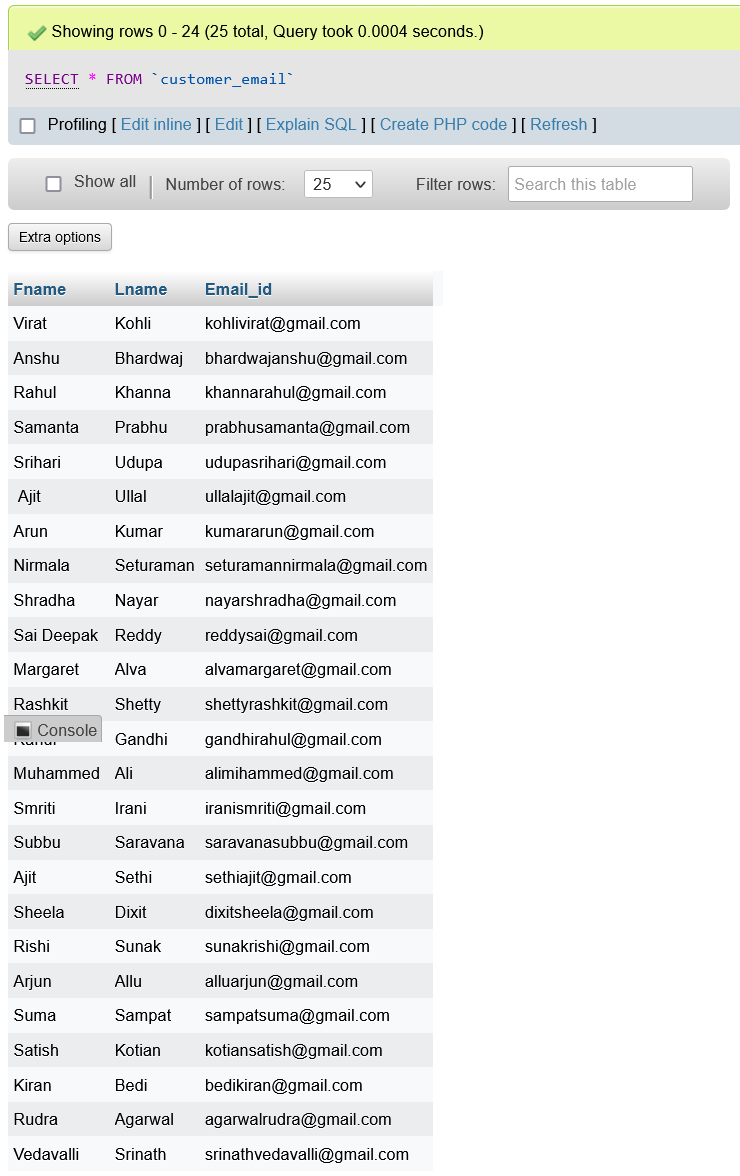 Showing rows 0 - 24 (25 total, Query took 0.0004 seconds.)
SELECT * FROM `customer_email`
Profiling [ Edit inline ] [ Edit ] [ Explain SQL ] [ Create PHP code ] [ Refresh ]
Show all Number of rows: 25 Filter rows: Search this table
Extra options
Fname Lname Email_id
Virat Kohli kohlivirat@gmail.com
Anshu Bhardwaj bhardwajanshu@gmail.com
Rahul Khanna khannarahul@gmail.com
Samanta Prabhu prabhusamanta@gmail.com
Srihari Udupa udupasrihari@gmail.com
Ajit Ullal ullalajit@gmail.com
Arun Kumar kumararun@gmail.com
Nirmala Seturaman seturamannirmala@gmail.com
Shradha Nayar nayarshradha@gmail.com
Sai Deepak Reddy reddysai@gmail.com
Margaret Alva alvamargaret@gmail.com
Rashkit Shetty shettyrashkit@gmail.com
Console
Gandhi gandhirahul@gmail.com
Muhammed Ali alimihammed@gmail.com
Smriti Irani iranismriti@gmail.com
Subbu Saravana saravanasubbu@gmail.com
Ajit Sethi sethiajit@gmail.com
Sheela Dixit dixitsheela@gmail.com
Rishi Sunak sunakrishi@gmail.com
Arjun Allu alluarjun@gmail.com
Suma Sampat sampatsuma@gmail.com
Satish Kotian kotiansatish@gmail.com
Kiran Bedi bedikiran@gmail.com
Rudra Agarwal agarwalrudra@gmail.com
Vedavalli Srinath srinathvedavalli@gmail.com